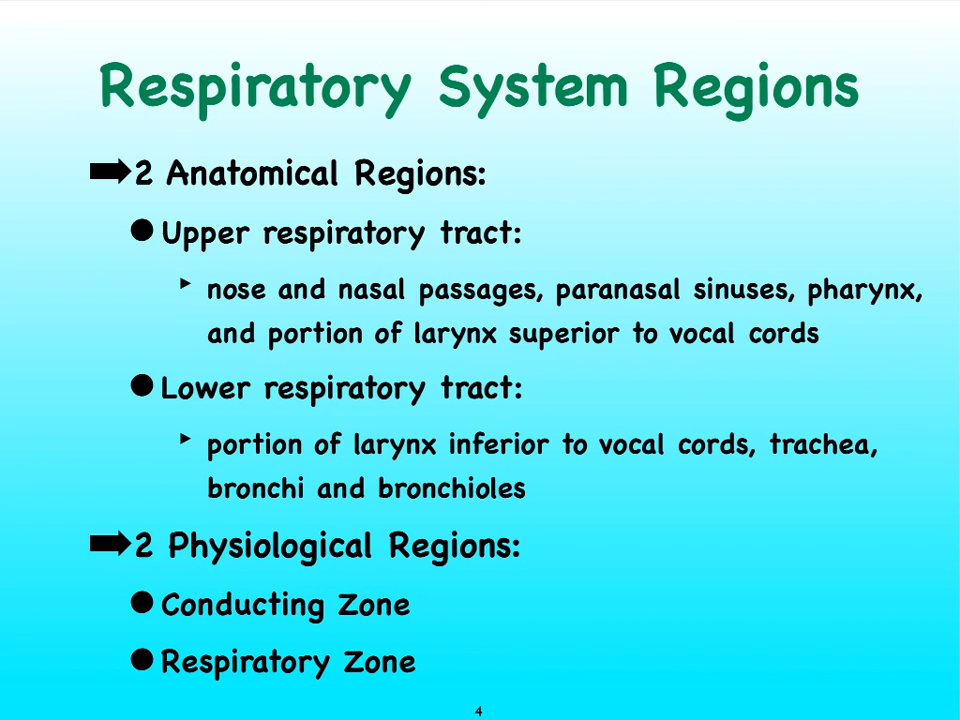 Respiratory System Regions
2 Anatomical Regions:
Upper respiratory tract:
nose and nasal passages, paranasal sinuses, pharynx,
and portion of larynx superior to vocal cords
Lower respiratory tract:
portion of larynx inferior to vocal cords, trachea,
bronchi and bronchioles
2 Physiological Regions:
Conducting Zone
Respiratory Zone
4